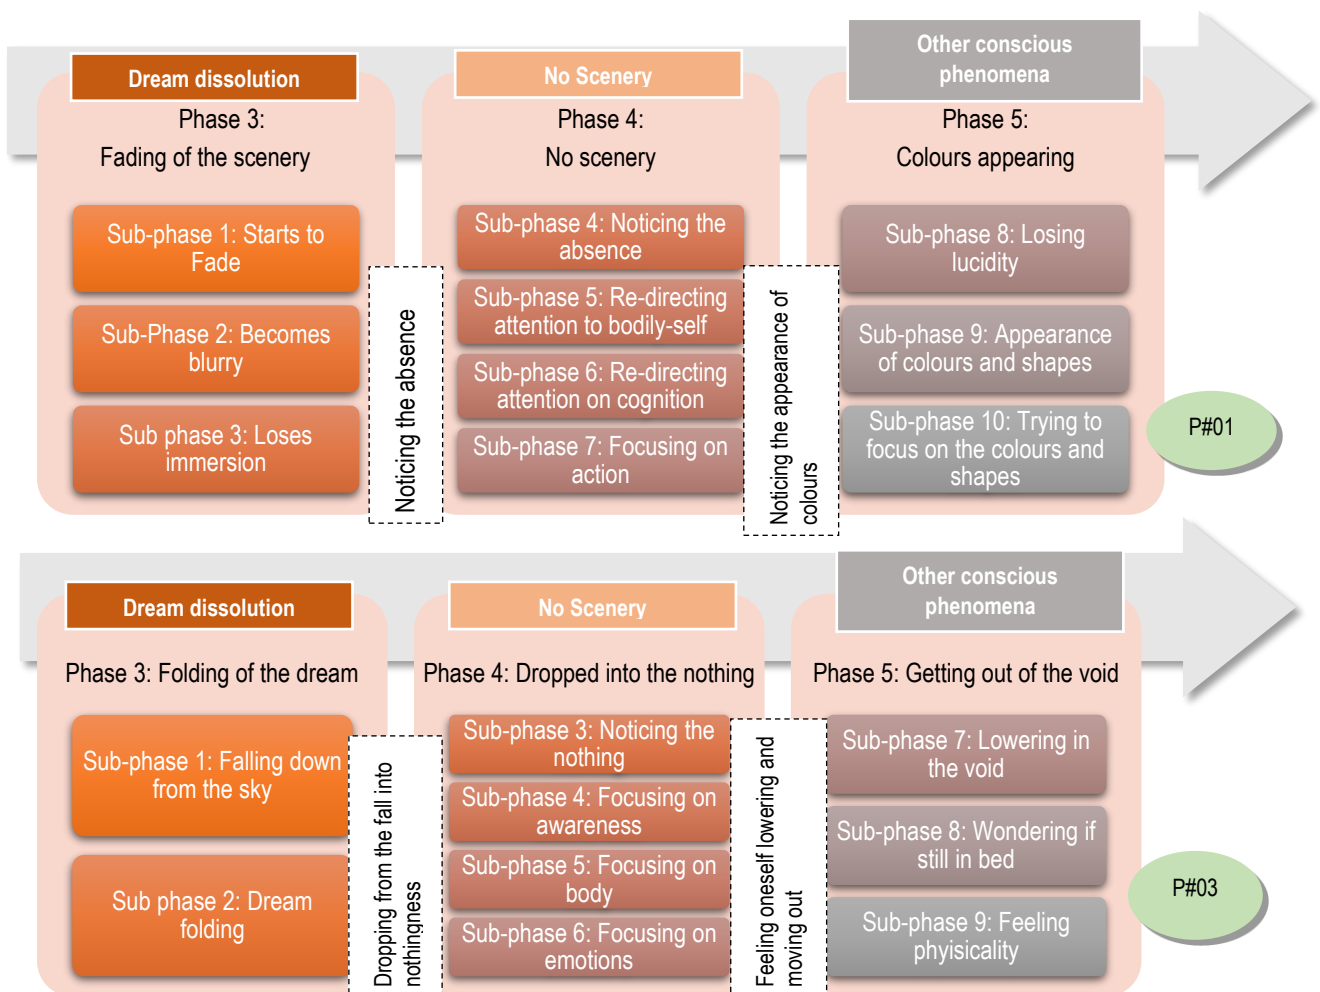 Dream dissolution
Phase 3:
Fading of the scenery
Sub-phase 1: Starts to
Fade
Sub-Phase 2: Becomes
blurry
Sub phase 3: Loses
immersion
Noticing the absence
No Scenery
Phase 4:
No scenery
Sub-phase 4: Noticing the
absence
Sub-phase 5: Re-directing
attention to bodily-self
Sub-phase 6: Re-directing
attention on cognition
Sub-phase 7: Focusing on
action
Noticing the appearance of
colours
Other conscious
phenomena
Phase 5:
Colours appearing
Sub-phase 8: Losing
lucidity
Sub-phase 9: Appearance
of colours and shapes
Sub-phase 10: Trying to
focus on the colours and
shapes
P#01
Dream dissolution
Phase 3: Folding of the dream
Sub-phase 1: Falling down
from the sky
Sub phase 2: Dream
folding
Dropping from the fall into
nothingness
No Scenery
Phase 4: Dropped into the nothing
Sub-phase 3: Noticing the
nothing
Sub-phase 4: Focusing on
awareness
Sub-phase 5: Focusing on
body
Sub-phase 6: Focusing on
emotions
Feeling oneself lowering and
moving out
Other conscious
phenomena
Phase 5: Getting out of the void
Sub-phase 7: Lowering in
the void
Sub-phase 8: Wondering if
still in bed
Sub-phase 9: Feeling
phyisicality
P#03